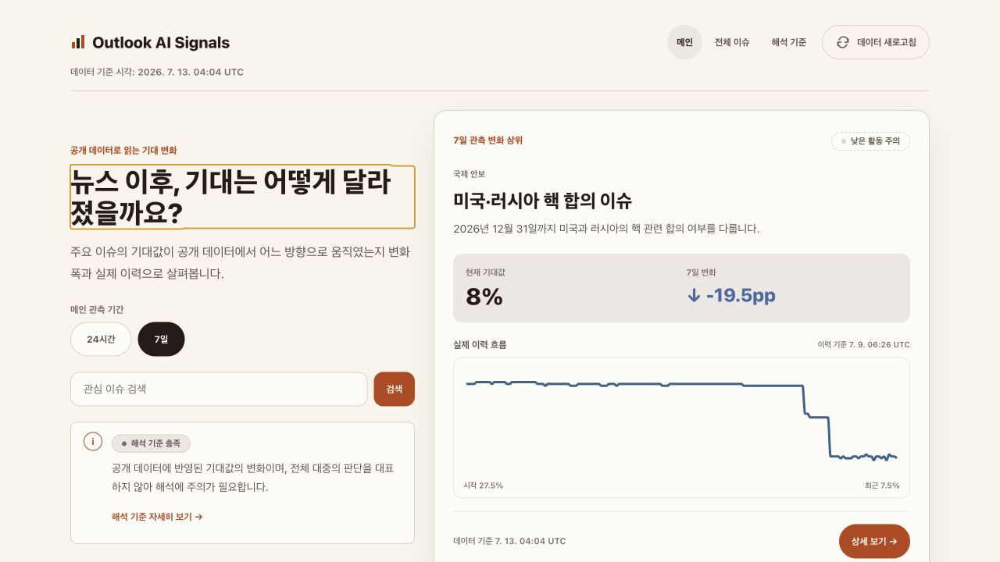 Outlook AI Signals
메인
전체 이슈
해석 기준
데이터 새로고침
데이터 기준 시각: 2026. 7. 13. 04:04 UTC
공개 데이터로 읽는 기대 변화
뉴스 이후, 기대는 어떻게 달라
졌을까요?
주요 이슈의 기대값이 공개 데이터에서 어느 방향으로 움직였는지 변화
폭과 실제 이력으로 살펴봅니다.
메인 관측 기간
24시간
7일
관심 이슈 검색
검색
i
해석 기준 충족
공개 데이터에 반영된 기대값의 변화이며, 전체 대중의 판단을 대표
하지 않아 해석에 주의가 필요합니다.
해석 기준 자세히 보기 →
7일 관측 변화 상위
낮은 활동 주의
국제 안보
미국·러시아 핵 합의 이슈
2026년 12월 31일까지 미국과 러시아의 핵 관련 합의 여부를 다룹니다.
현재 기대값
8%
7일 변화
↓ -19.5pp
실제 이력 흐름
이력 기준 7. 9. 06:26 UTC
시작 27.5%
최근 7.5%
데이터 기준 7. 13. 04:04 UTC
상세 보기 →